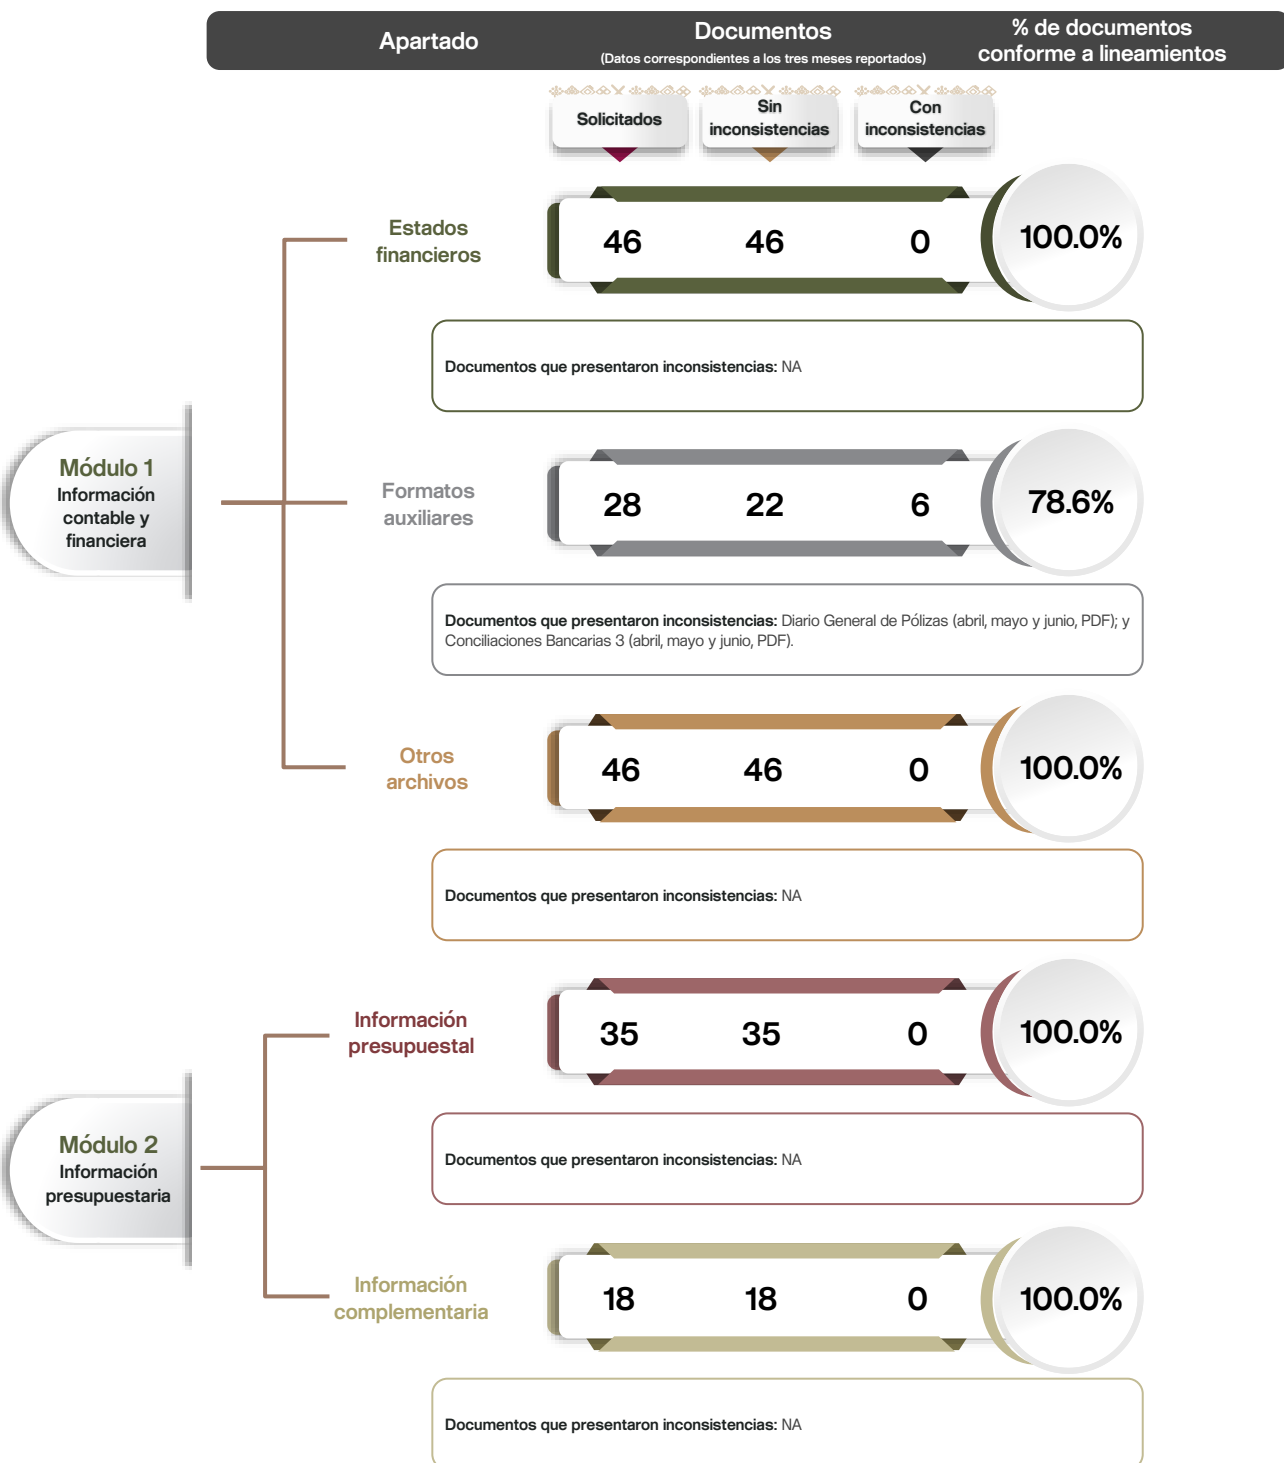 Apartado
Documentos
(Datos correspondientes a los tres meses reportados)
% de documentos
conforme a lineamientos
Solicitados
Sin
inconsistencias
Con
inconsistencias
Módulo 1
Información
contable y
financiera
Estados
financieros
46 46 0 100.0%
Documentos que presentaron inconsistencias: NA
Formatos
auxiliares
28 22 6 78.6%
Documentos que presentaron inconsistencias: Diario General de Pólizas (abril, mayo y junio, PDF); y
Conciliaciones Bancarias 3 (abril, mayo y junio, PDF).
Otros
archivos
46 46 0 100.0%
Documentos que presentaron inconsistencias: NA
Módulo 2
Información
presupuestaria
Información
presupuestal
35 35 0 100.0%
Documentos que presentaron inconsistencias: NA
Información
complementaria
18 18 0 100.0%
Documentos que presentaron inconsistencias: NA